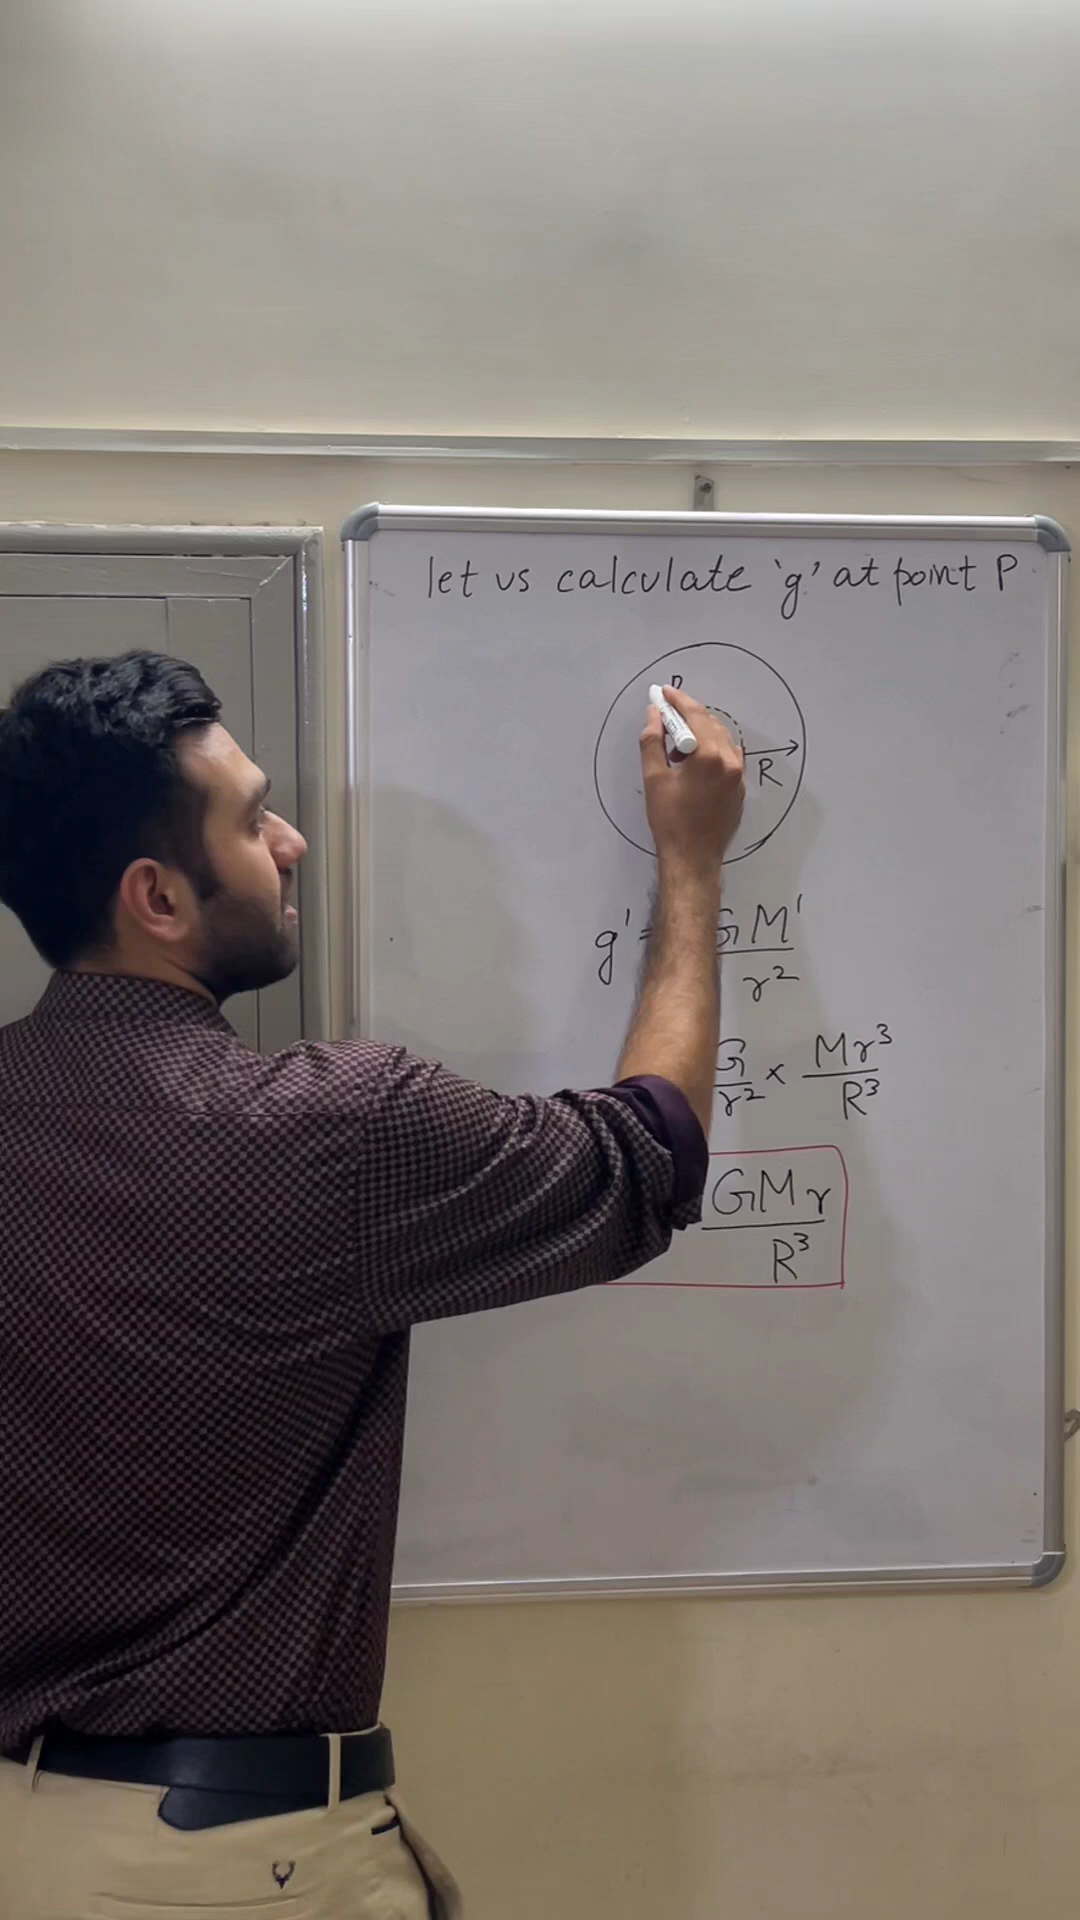 let us calculate 'g' at point P
R
g' = GM'
r²
G/r² × Mr³/R³
GMr
R³